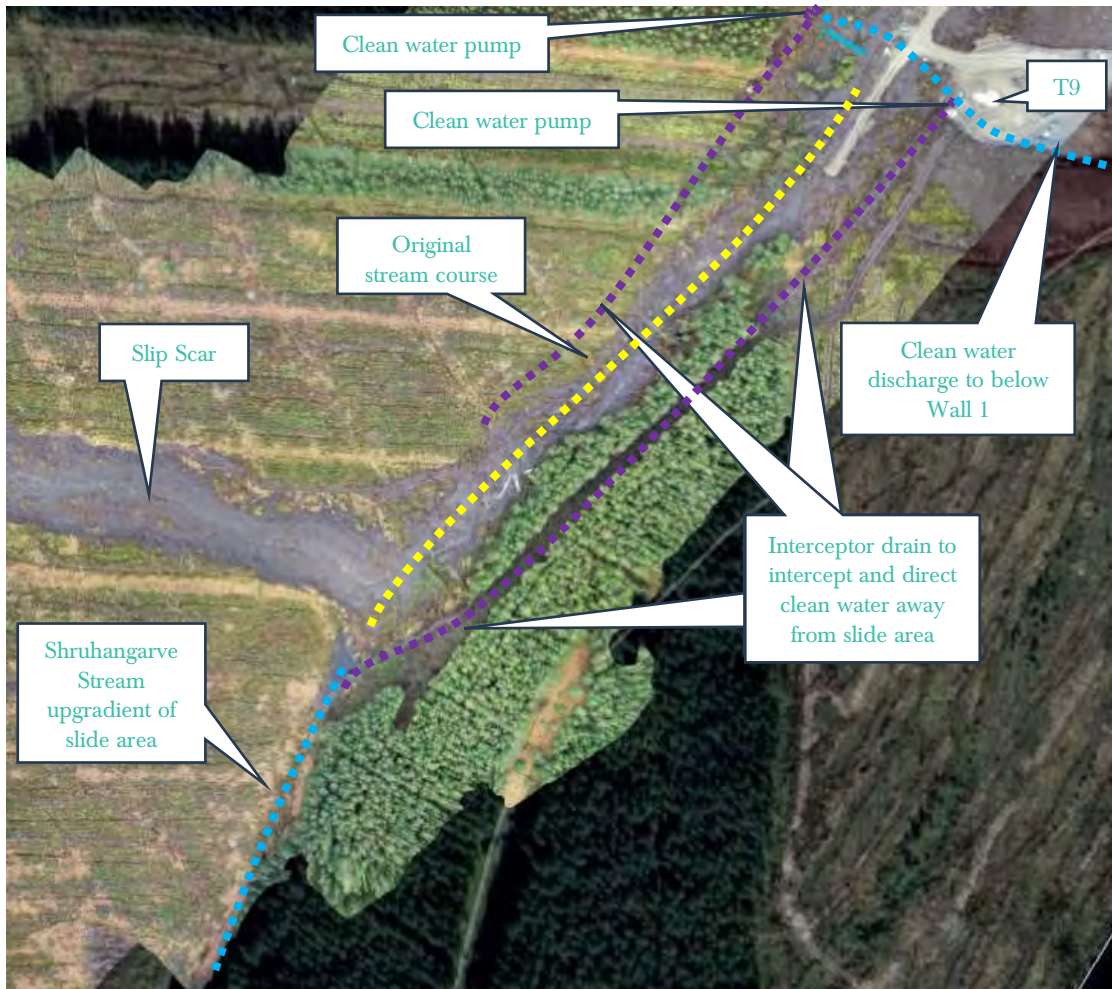 Clean water pump
T9
Clean water pump
Original
stream course
Slip Scar
Clean water
discharge to below
Wall 1
Interceptor drain to
intercept and direct
clean water away
from slide area
Shruhangarve
Stream
upgradient of
slide area